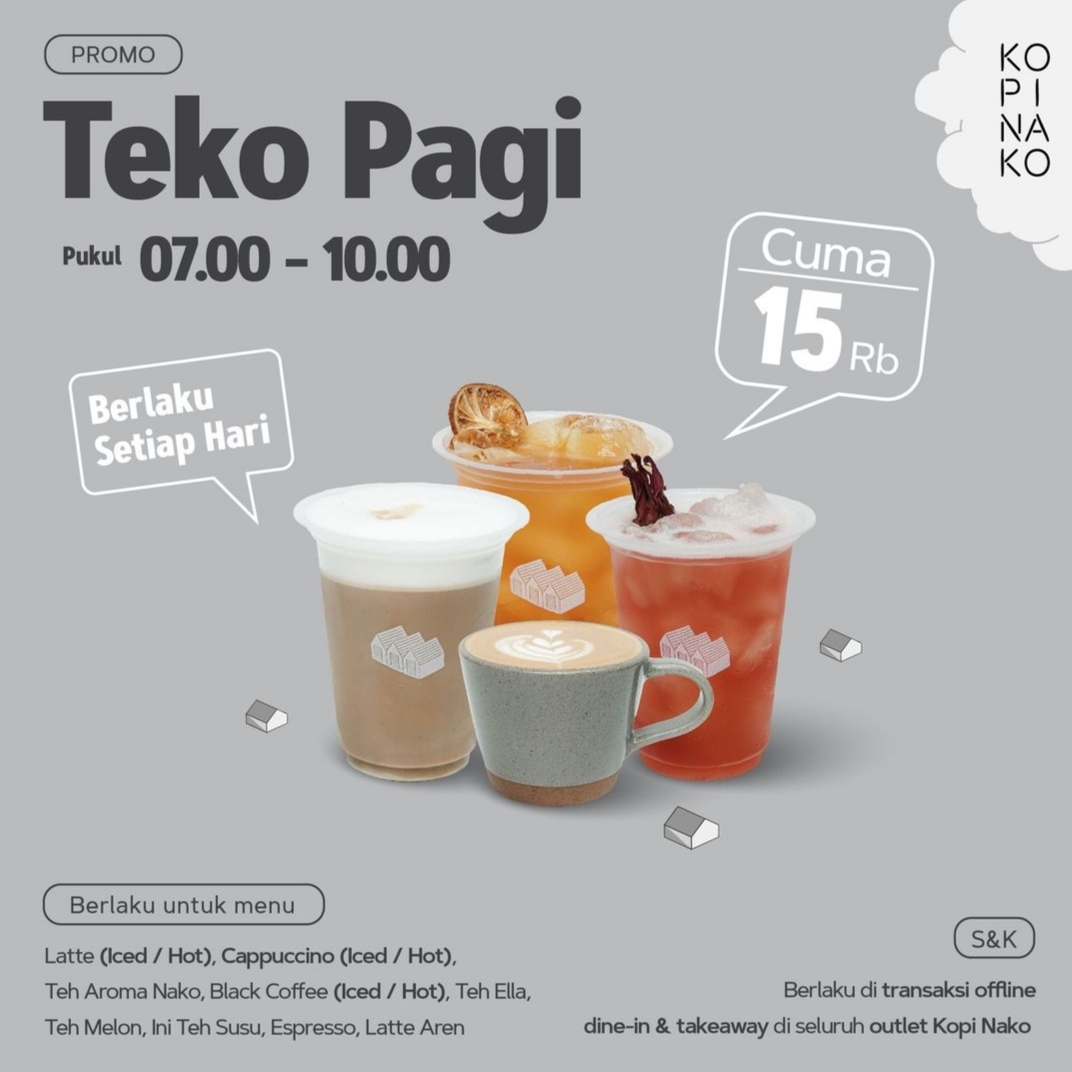 PROMO
Teko Pagi
Pukul 07.00 - 10.00
KO
PI
NA
KO
Cuma
15 Rb
Berlaku
Setiap Hari
Berlaku untuk menu
Latte (Iced / Hot), Cappuccino (Iced / Hot),
Teh Aroma Nako, Black Coffee (Iced / Hot), Teh Ella,
Teh Melon, Ini Teh Susu, Espresso, Latte Aren
S&K
Berlaku di transaksi offline
dine-in & takeaway di seluruh outlet Kopi Nako